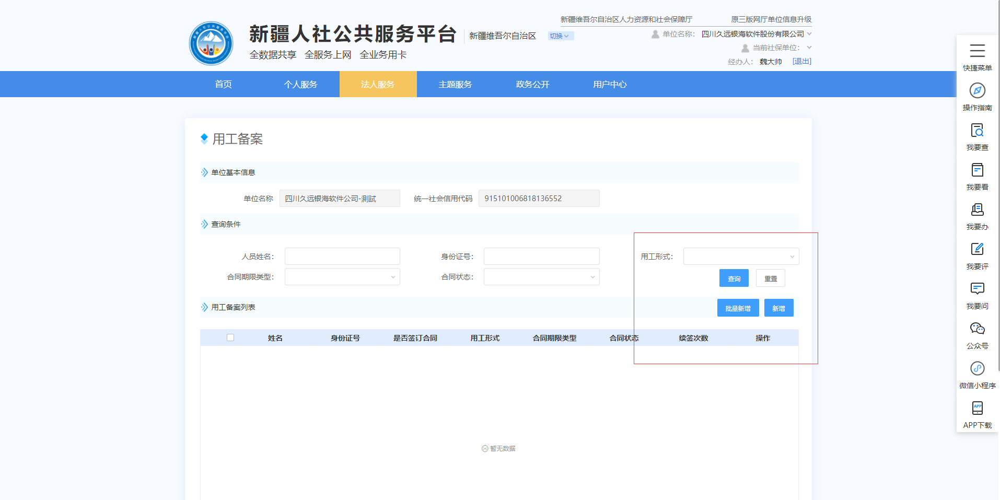 新疆维吾尔自治区人力资源和社会保障厅 原三版网厅单位信息升级
新疆人社公共服务平台 新疆维吾尔自治区 切换
单位名称： 四川久远银海软件股份有限公司
全数据共享 全服务上网 全业务用卡
当前社保单位：
经办人： 魏大帅 [退出]
首页 个人服务 法人服务 主题服务 政务公开 用户中心
用工备案
单位基本信息
单位名称 四川久远银海软件公司-测試 统一社会信用代码 915101006818136552
查询条件
人员姓名： 身份证号： 用工形式：
合同期限类型： 合同状态： 查询 重置
用工备案列表 批量新增 新增
姓名 身份证号 是否签订合同 用工形式 合同期限类型 合同状态 续签次数 操作
暂无数据
快捷菜单
操作指南
我要查
我要看
我要办
我要评
我要问
公众号
微信小程序
APP
APP下载